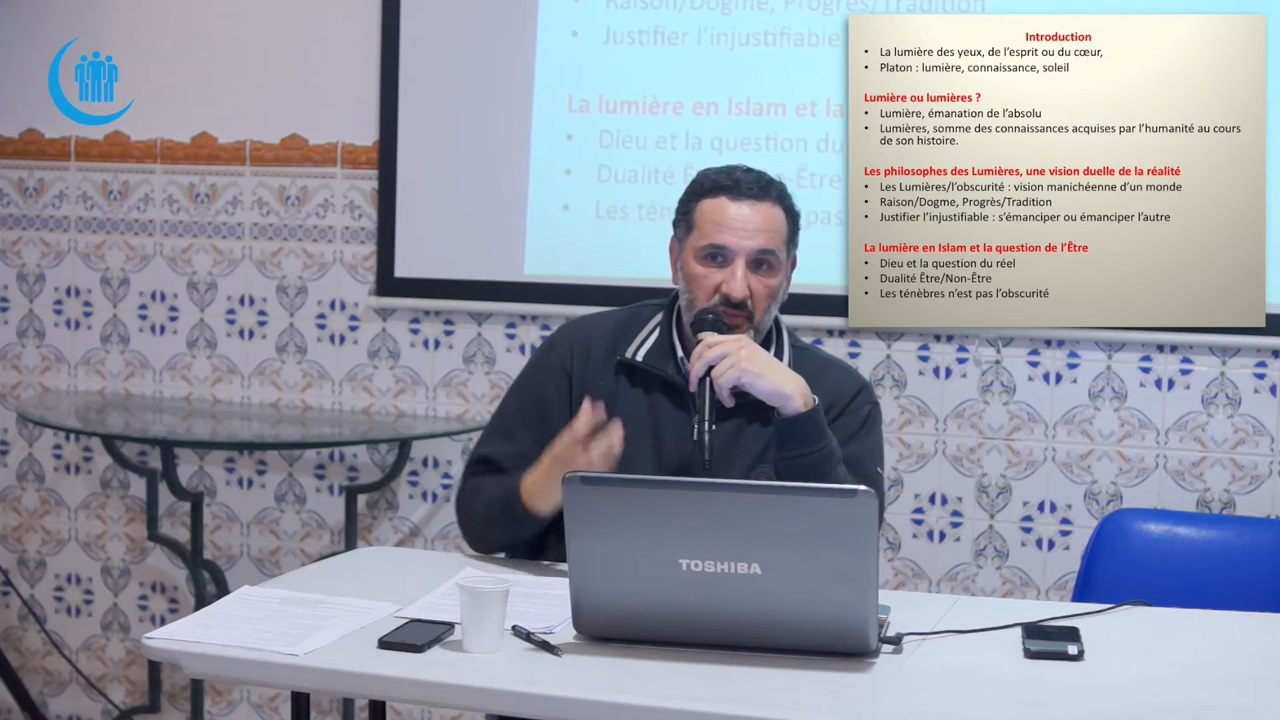 Raison/Dogme, Progrès/Tradition
• Justifier l'injustifiable
La lumière en Islam et la
• Dieu et la question du
• Dualité
-Être
• Les
pas
Introduction
• La lumière des yeux, de l'esprit ou du cœur,
• Platon : lumière, connaissance, soleil
Lumière ou lumières ?
• Lumière, émanation de l'absolu
• Lumières, somme des connaissances acquises par l'humanité au cours
de son histoire.
Les philosophes des Lumières, une vision duelle de la réalité
• Les Lumières/l'obscurité : vision manichéenne d'un monde
• Raison/Dogme, Progrès/Tradition
• Justifier l'injustifiable : s'émanciper ou émanciper l'autre
La lumière en Islam et la question de l'Être
• Dieu et la question du réel
• Dualité Être/Non-Être
• Les ténèbres n'est pas l'obscurité
TOSHIBA